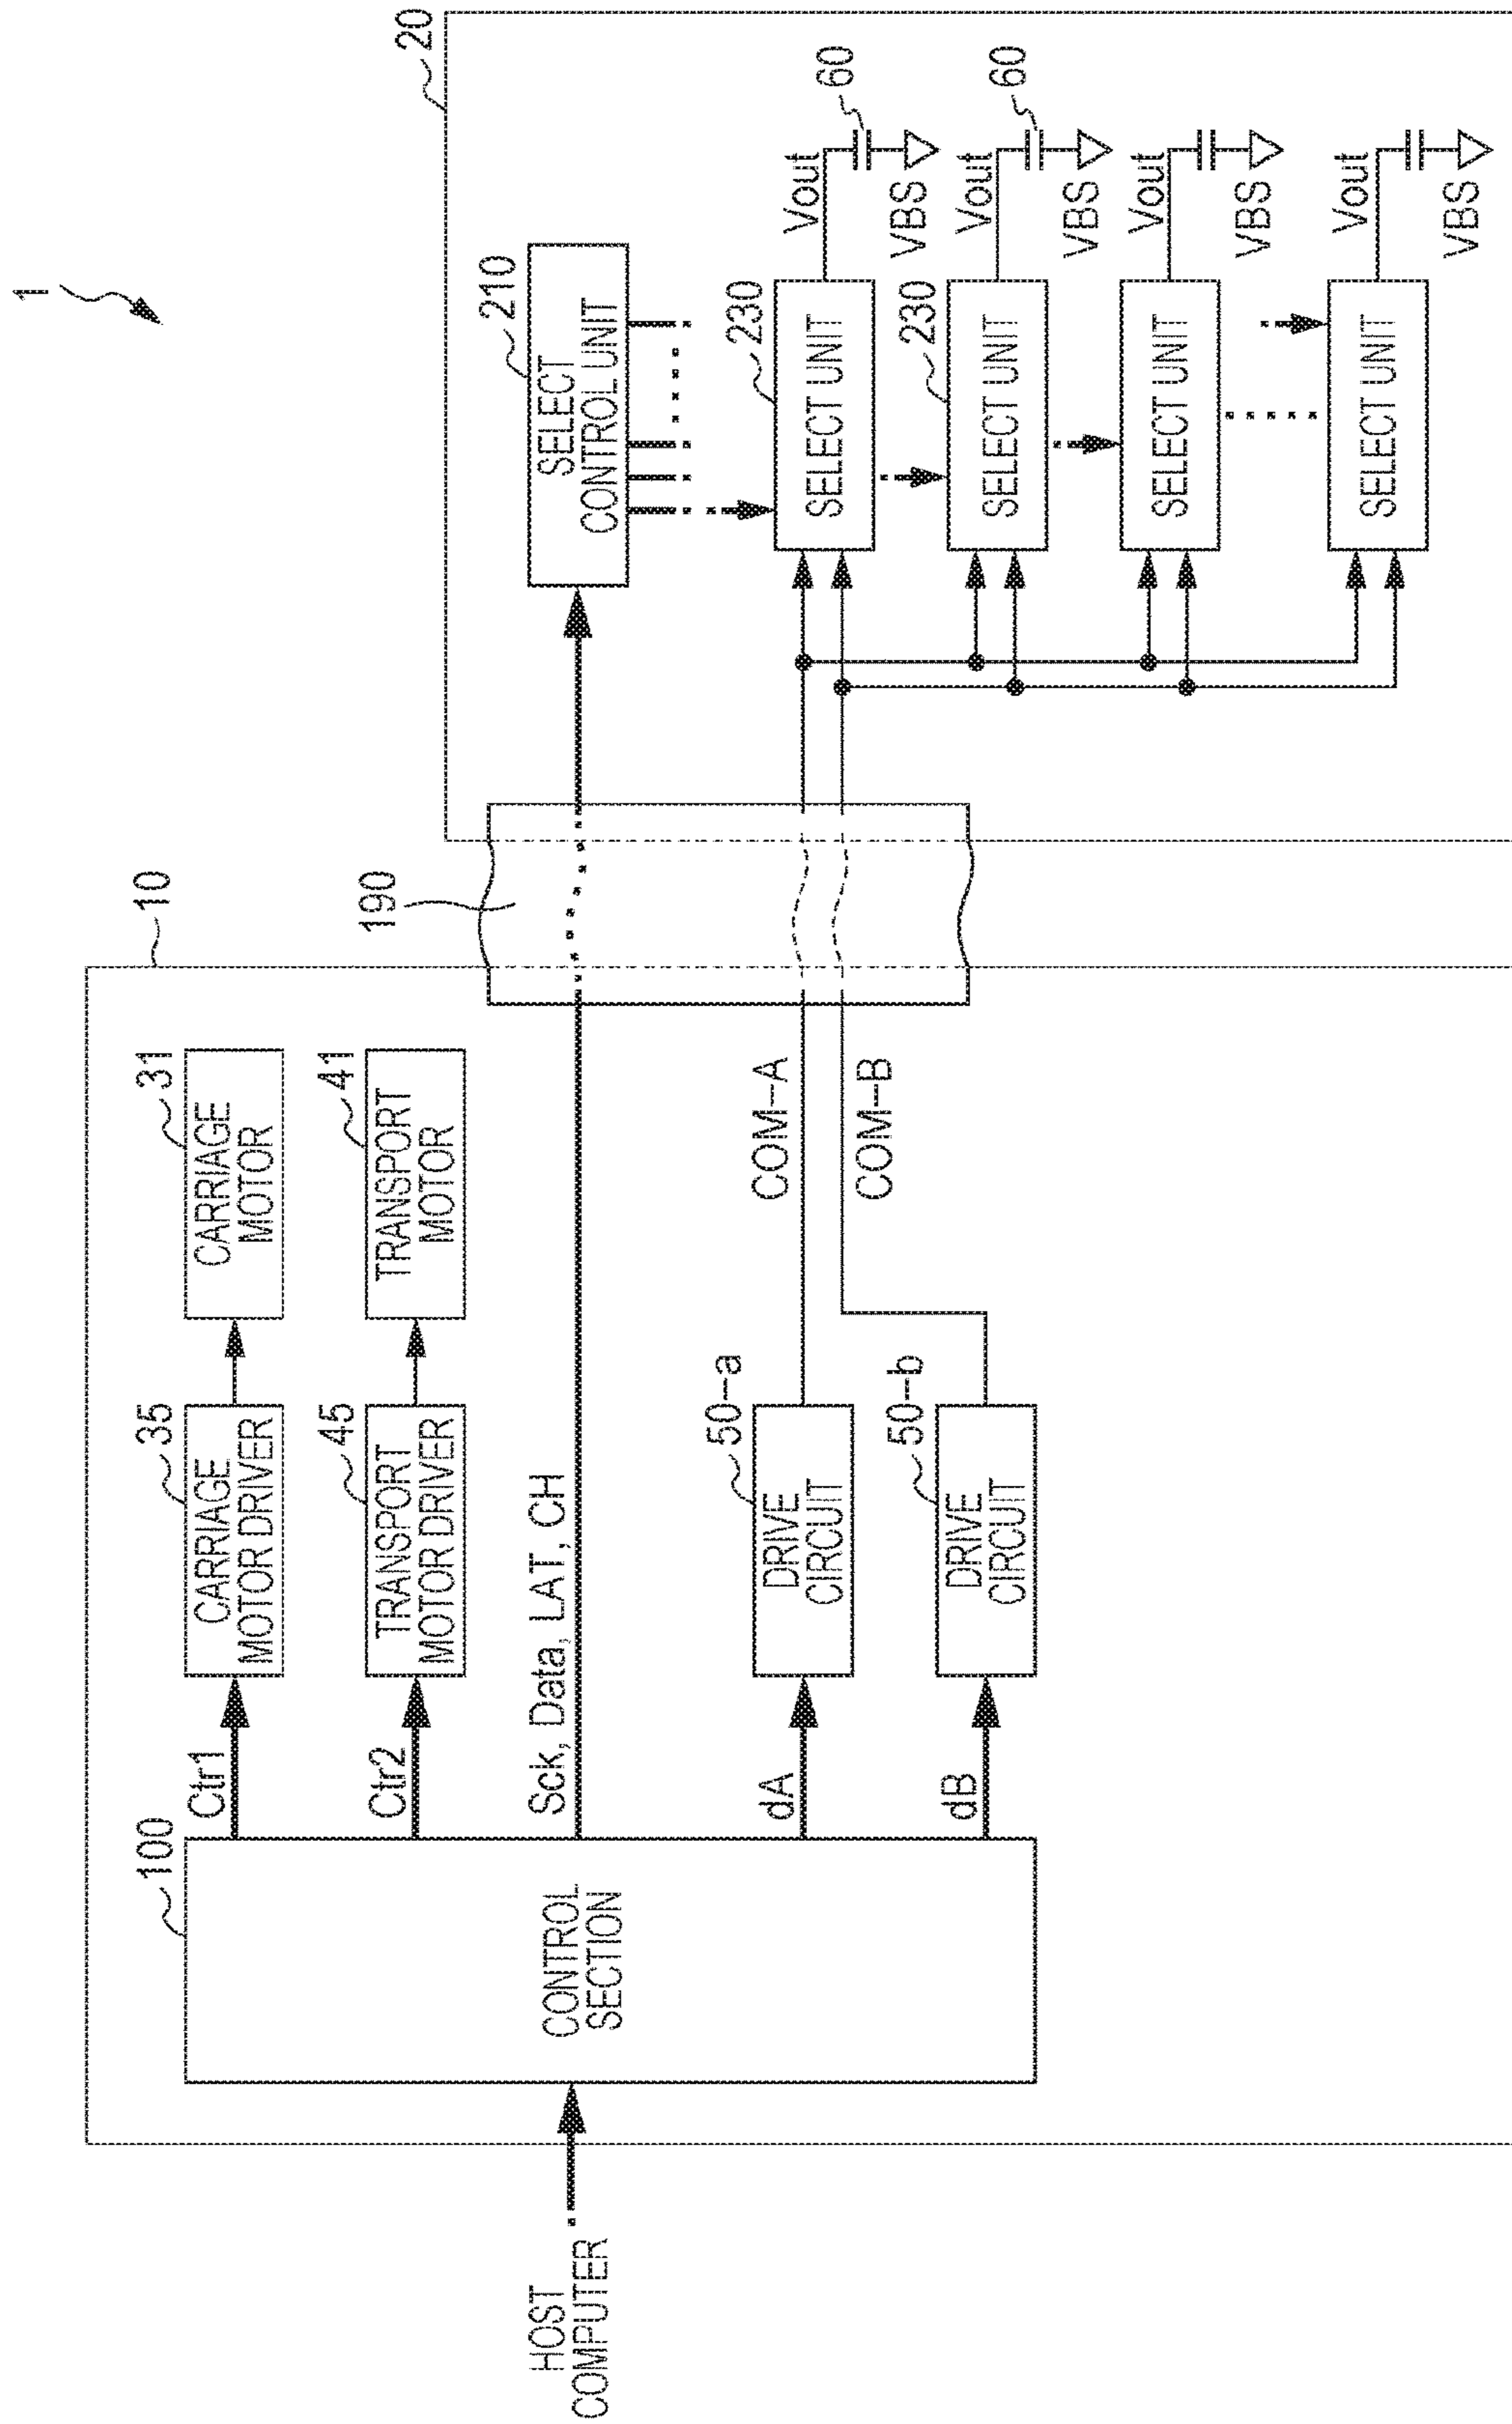 1
10
20
100
CONTROL
SECTION
HOST
COMPUTER
Ctr1
35
CARRIAGE
MOTOR DRIVER
31
CARRIAGE
MOTOR
Ctr2
45
TRANSPORT
MOTOR DRIVER
41
TRANSPORT
MOTOR
Sck, Data, LAT, CH
190
210
SELECT
CONTROL UNIT
dA
50-a
DRIVE
CIRCUIT
COM-A
dB
50-b
DRIVE
CIRCUIT
COM-B
230
SELECT UNIT
Vout
60
VBS
230
SELECT UNIT
Vout
60
VBS
SELECT UNIT
Vout
VBS
SELECT UNIT
Vout
VBS